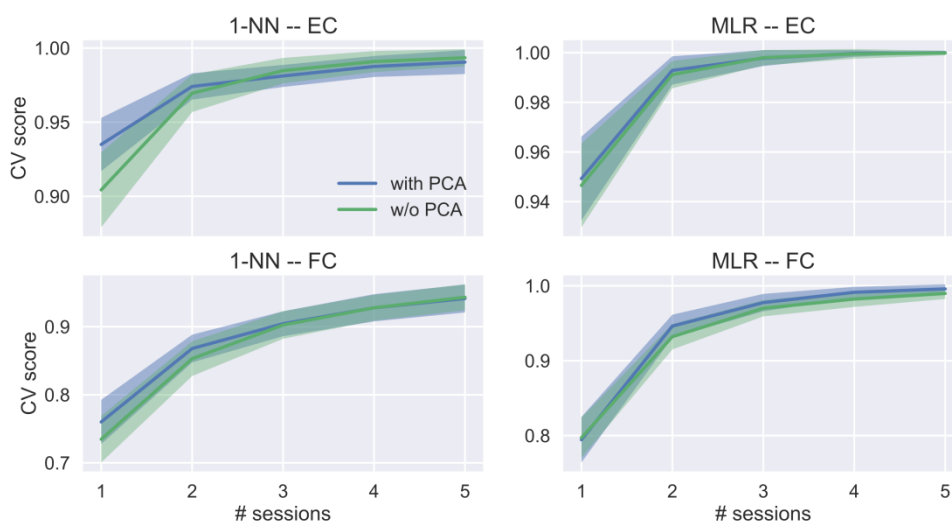 1-NN -- EC
MLR -- EC
CV score
1.00
0.95
0.90
with PCA
w/o PCA
1.00
0.98
0.96
0.94
1-NN -- FC
MLR -- FC
CV score
0.9
0.8
0.7
1 2 3 4 5
# sessions
1.0
0.9
0.8
1 2 3 4 5
# sessions